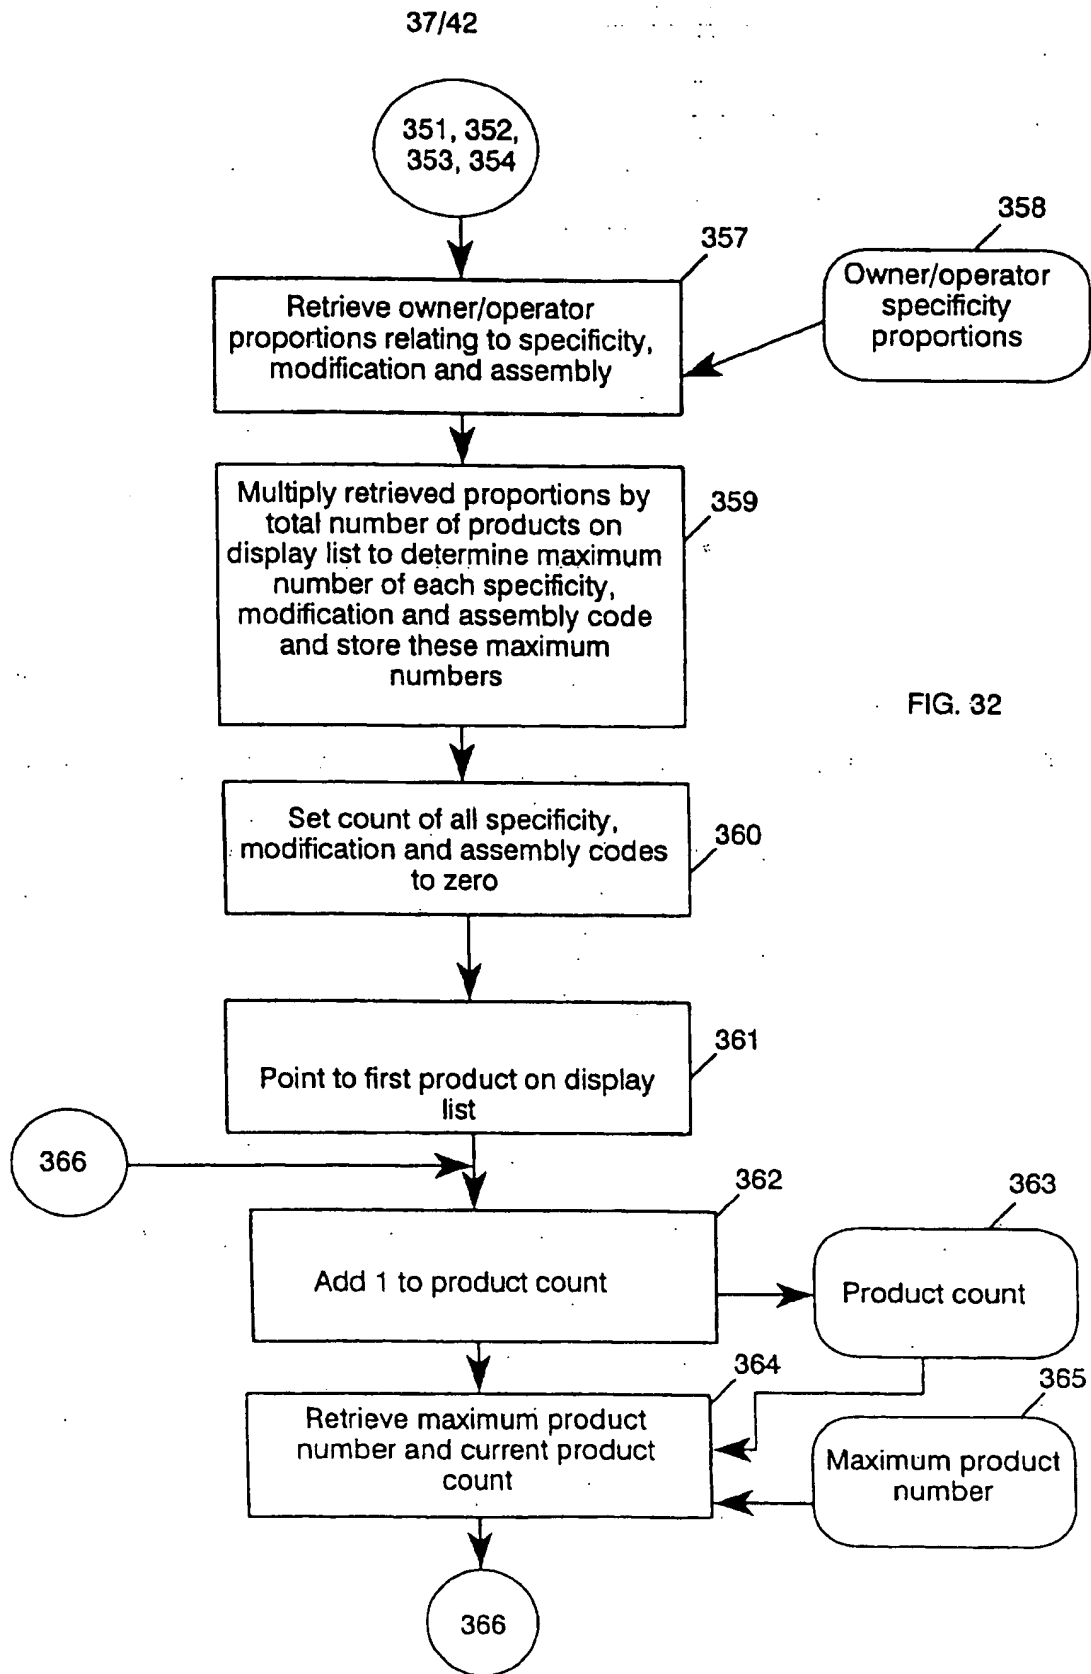 37/42
351, 352,
353, 354
357
358
Retrieve owner/operator
proportions relating to specificity,
modification and assembly
Owner/operator
specificity
proportions
359
Multiply retrieved proportions by
total number of products on
display list to determine maximum
number of each specificity,
modification and assembly code
and store these maximum
numbers
FIG. 32
360
Set count of all specificity,
modification and assembly codes
to zero
361
Point to first product on display
list
366
362
363
Add 1 to product count
Product count
364
365
Retrieve maximum product
number and current product
count
Maximum product
number
366